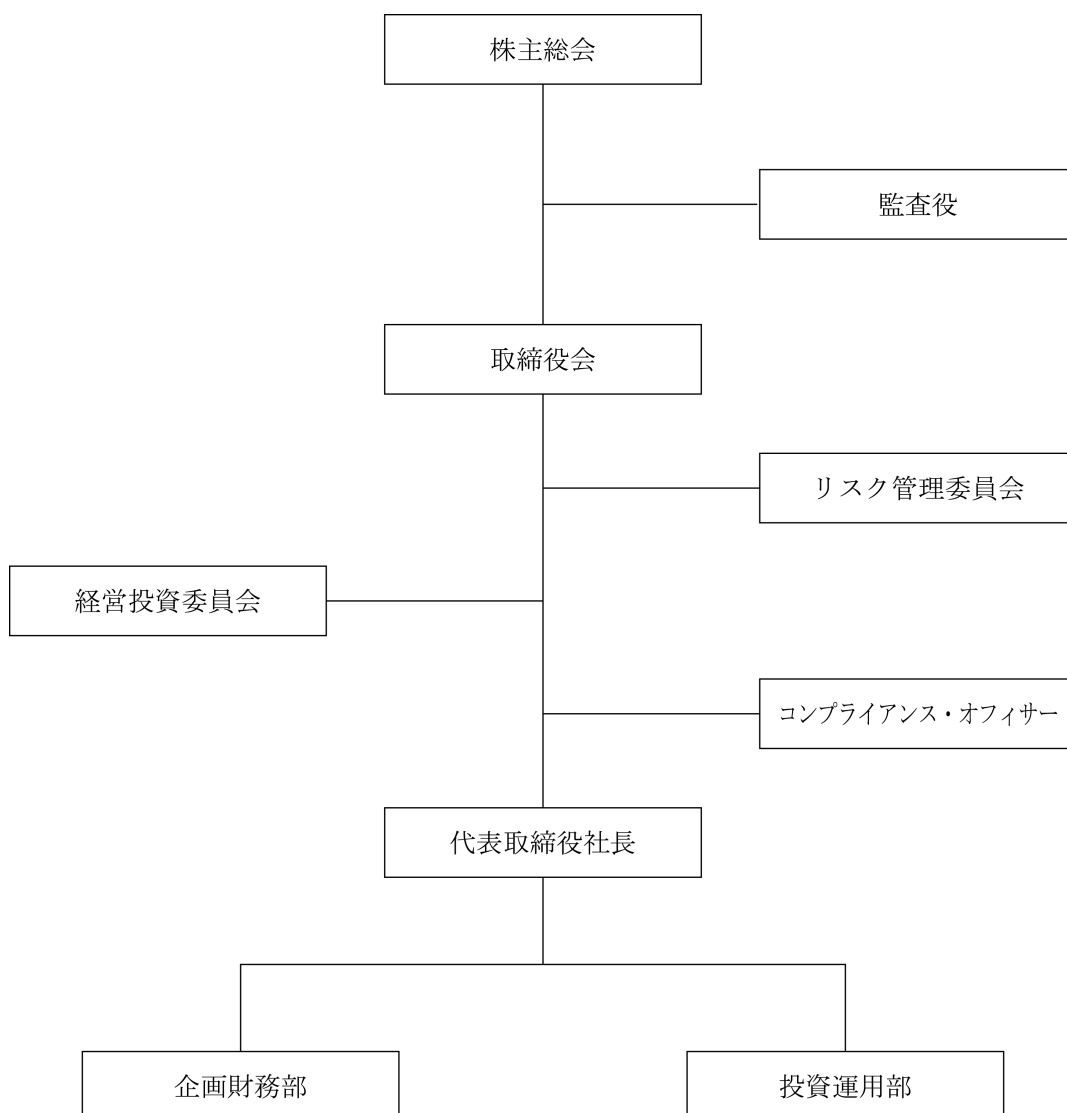 株主総会
監査役
取締役会
リスク管理委員会
経営投資委員会
コンプライアンス・オフィサー
代表取締役社長
企画財務部
投資運用部